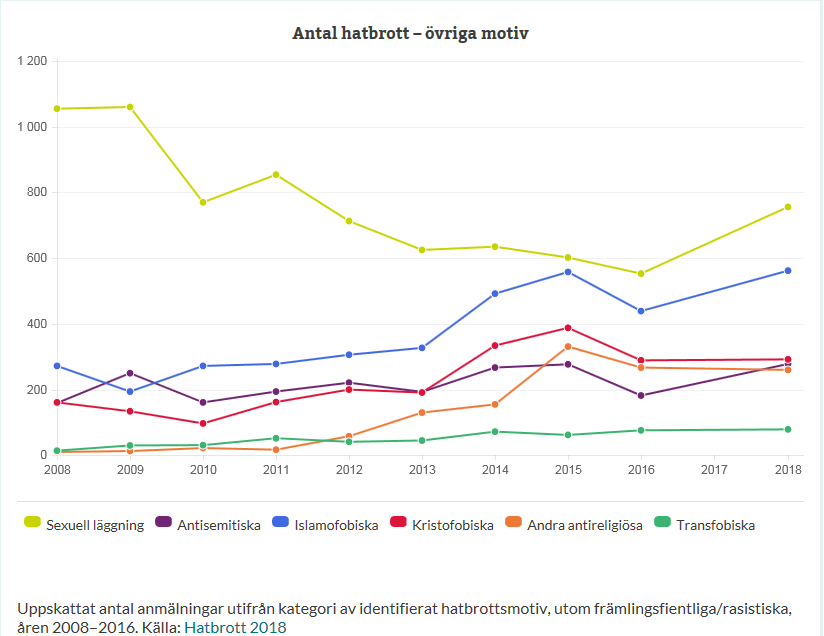 Antal hatbrott – övriga motiv
1 200
1 000
800
600
400
200
0
2008 2009 2010 2011 2012 2013 2014 2015 2016 2017 2018
Sexuell läggning Antisemitiska Islamofobiska Kristofobiska Andra antireligiösa Transfobiska
Uppskattat antal anmälningar utifrån kategori av identifierat hatbrottsmotiv, utom främlingsfientliga/rasistiska,
åren 2008–2016. Källa: Hatbrott 2018